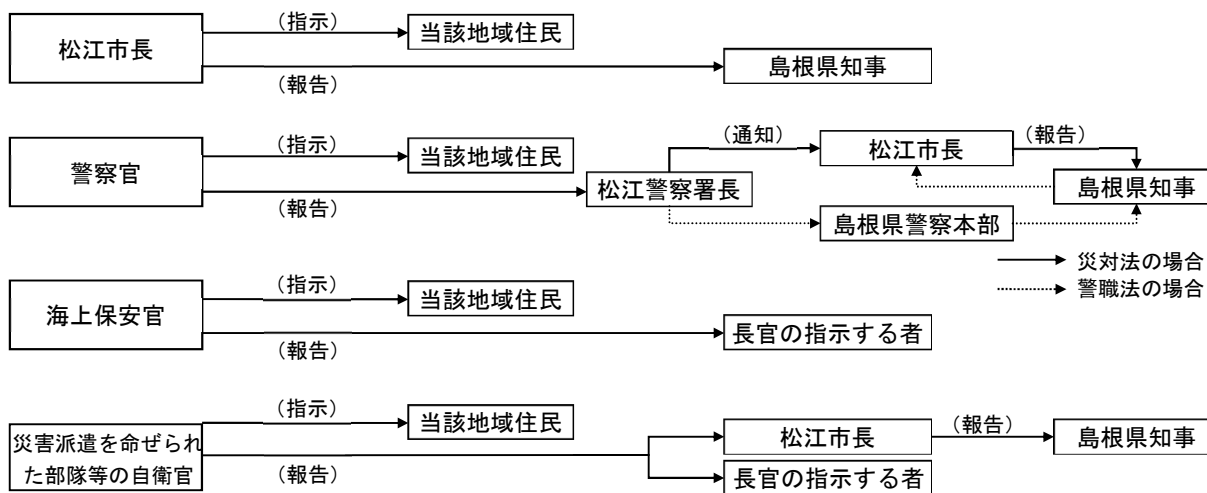 （指示）
当該地域住民
松江市長
島根県知事
（報告）
（指示）
当該地域住民
（通知）
松江市長
（報告）
警察官
松江警察署長
島根県知事
（報告）
島根県警察本部
災対法の場合
警職法の場合
（指示）
当該地域住民
海上保安官
長官の指示する者
（報告）
（指示）
当該地域住民
災害派遣を命ぜられ
た部隊等の自衛官
（報告）
松江市長
（報告）
島根県知事
長官の指示する者